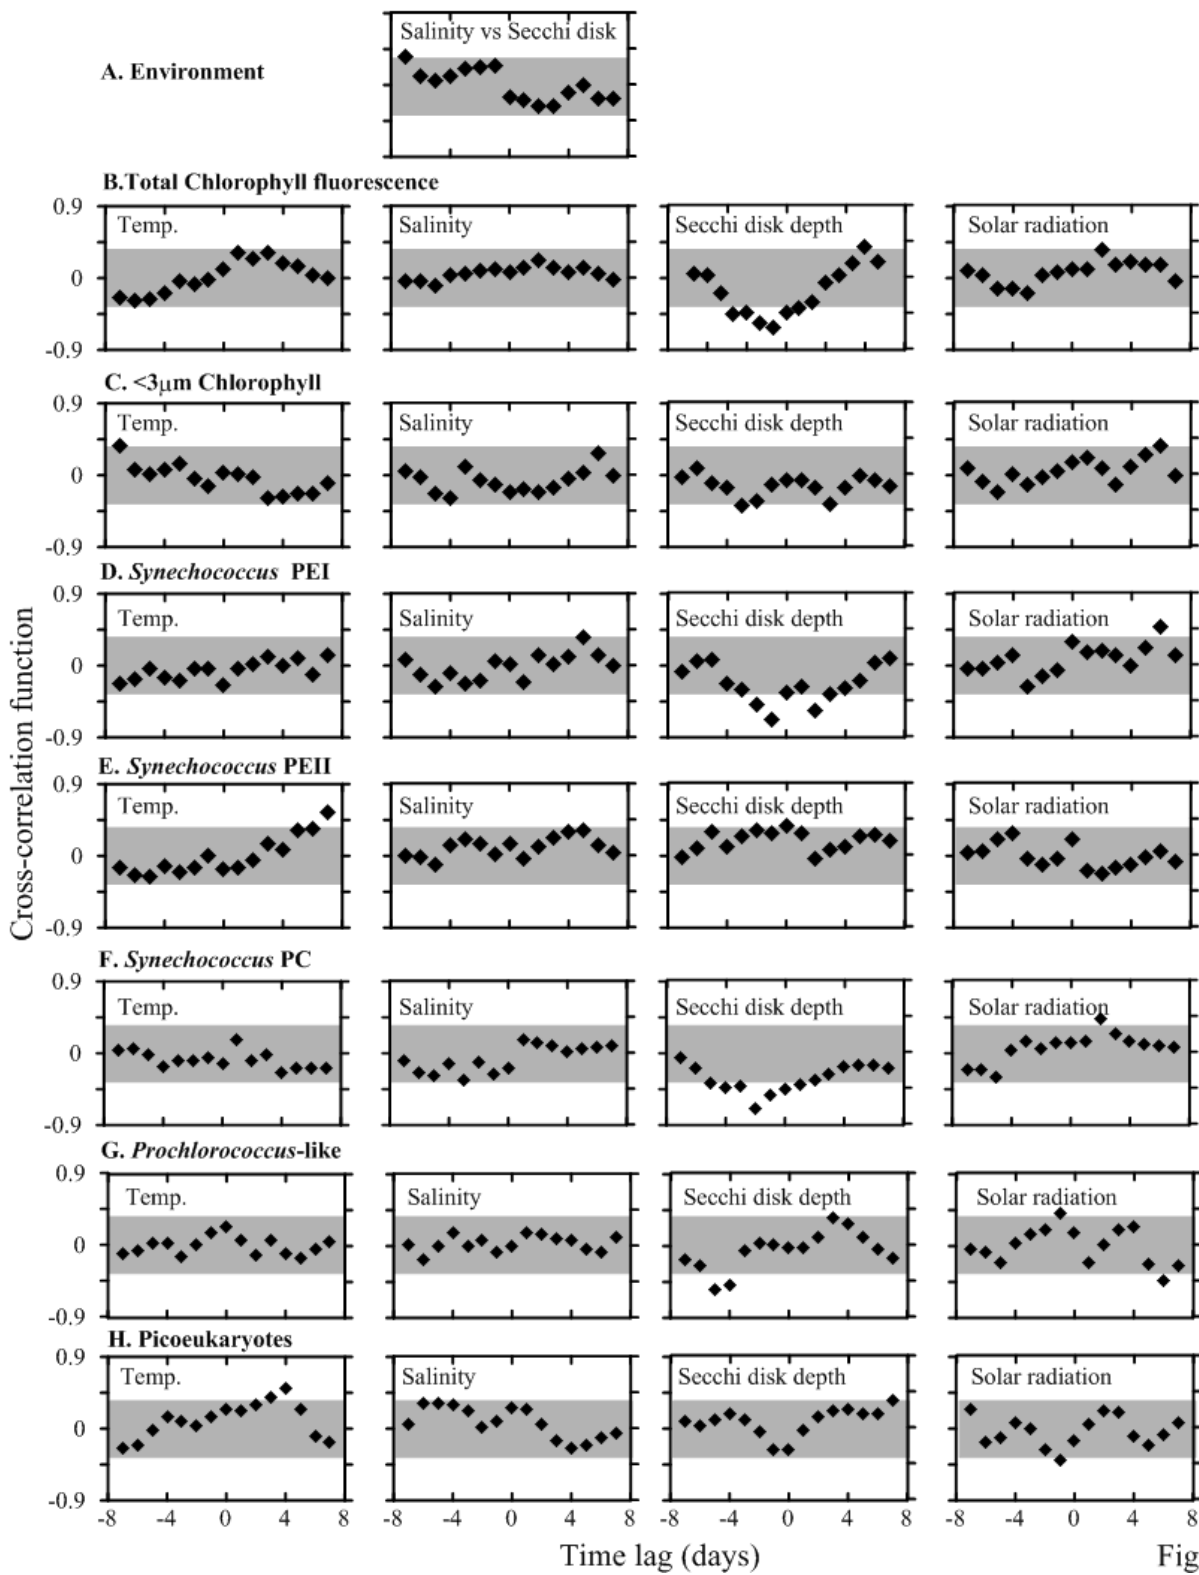 Salinity vs Secchi disk
A. Environment
B.Total Chlorophyll fluorescence
0.9
0
-0.9
Temp.
Salinity
Secchi disk depth
Solar radiation
C. <3μm Chlorophyll
0.9
0
-0.9
Temp.
Salinity
Secchi disk depth
Solar radiation
D. Synechococcus PEI
0.9
0
-0.9
Temp.
Salinity
Secchi disk depth
Solar radiation
E. Synechococcus PEII
0.9
0
-0.9
Temp.
Salinity
Secchi disk depth
Solar radiation
F. Synechococcus PC
0.9
0
-0.9
Temp.
Salinity
Secchi disk depth
Solar radiation
G. Prochlorococcus-like
0.9
0
-0.9
Temp.
Salinity
Secchi disk depth
Solar radiation
H. Picoeukaryotes
0.9
0
-0.9
Temp.
Salinity
Secchi disk depth
Solar radiation
-8 -4 0 4 8 -8 -4 0 4 8 -8 -4 0 4 8 -8 -4 0 4 8
Cross-correlation function
Time lag (days)
Fig